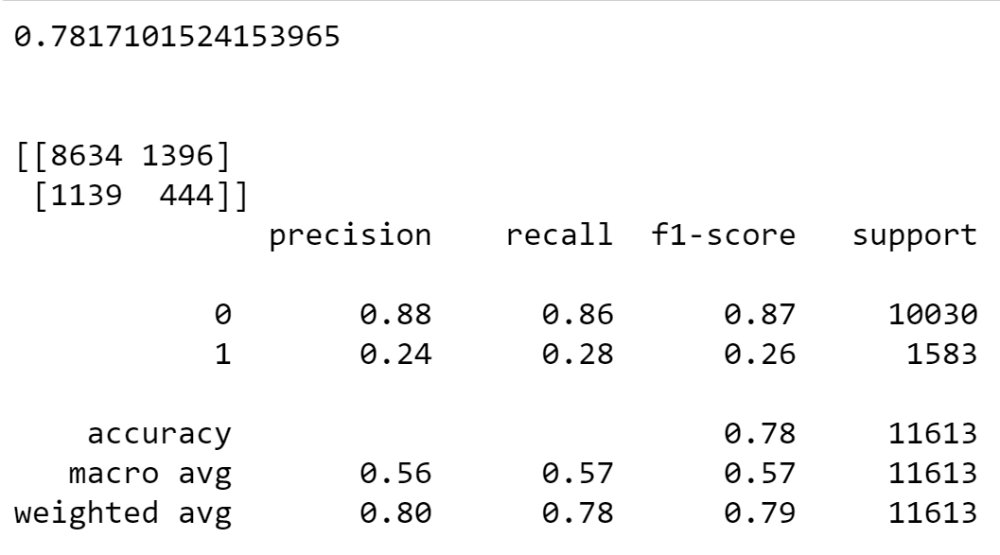 0.7817101524153965
[[8634 1396]
[1139 444]]
precision recall f1-score support
0 0.88 0.86 0.87 10030
1 0.24 0.28 0.26 1583
accuracy 0.78 11613
macro avg 0.56 0.57 0.57 11613
weighted avg 0.80 0.78 0.79 11613